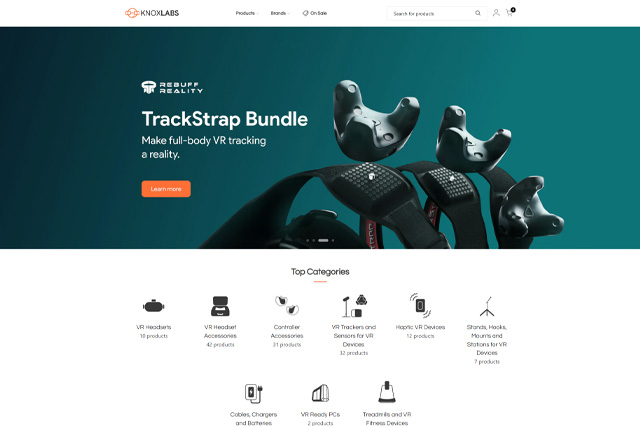 KNOXLABS
Products
Brands
On Sale
Search for products
0
REBUFF
REALITY
TrackStrap Bundle
Make full-body VR tracking
a reality.
Learn more
Top Categories
VR Headsets
10 products
VR Headset
Accessories
42 products
Controller
Accessories
31 products
VR Trackers and
Sensors for VR
Devices
32 products
Haptic VR Devices
12 products
Stands, Hooks,
Mounts and
Stations for VR
Devices
7 products
Cables, Chargers
and Batteries
VR Ready PCs
2 products
Treadmills and VR
Fitness Devices